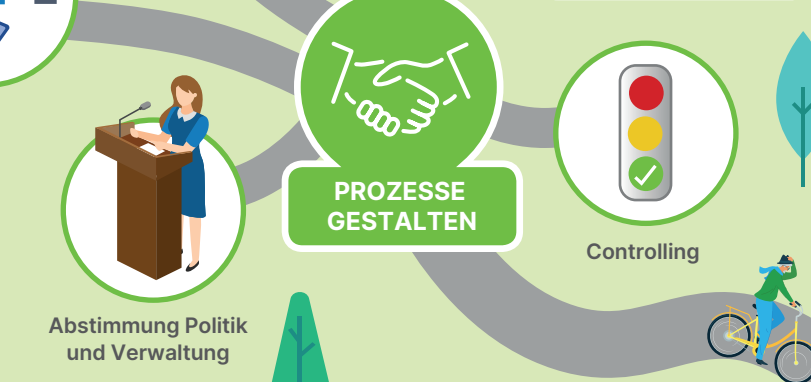 PROZESSE
GESTALTEN
Controlling
Abstimmung Politik
und Verwaltung